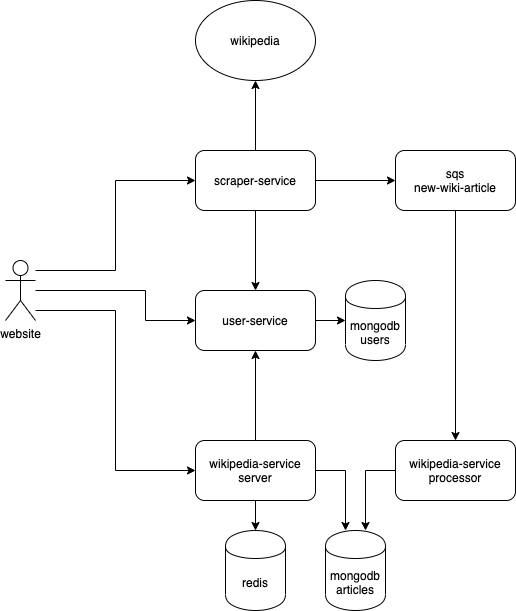 wikipedia
scraper-service
sqs
new-wiki-article
website
user-service
mongodb
users
wikipedia-service
server
wikipedia-service
processor
redis
mongodb
articles